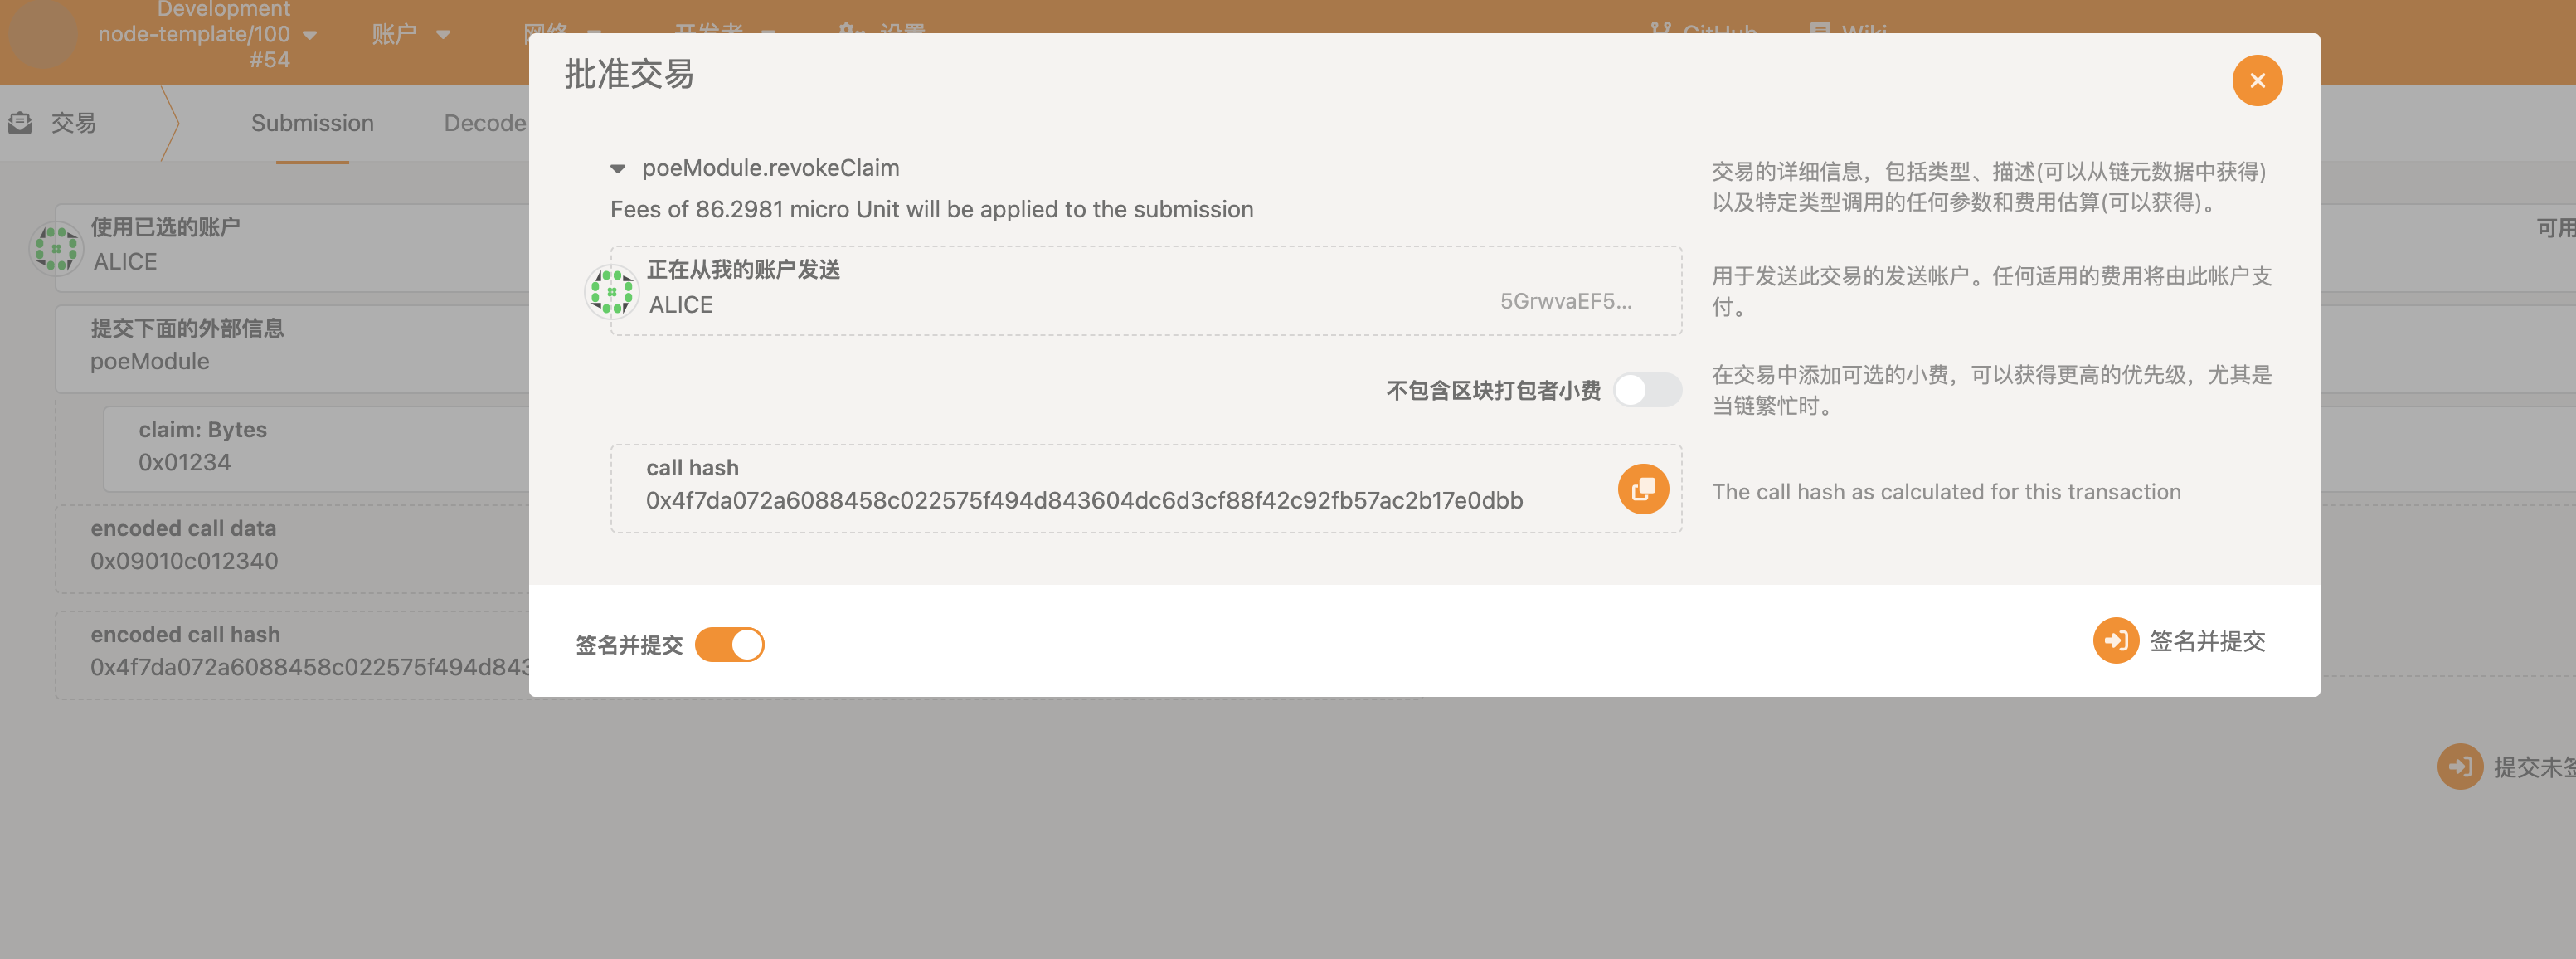 Development
node-template/100
#54
账户
网络
开发者
设置
GitHub
Wiki
交易
Submission
Decode
使用已选的账户
ALICE
可用
提交下面的外部信息
poeModule
claim: Bytes
0x01234
encoded call data
0x09010c012340
encoded call hash
0x4f7da072a6088458c022575f494d843
提交未签
批准交易
poeModule.revokeClaim
Fees of 86.2981 micro Unit will be applied to the submission
交易的详细信息，包括类型、描述(可以从链元数据中获得)
以及特定类型调用的任何参数和费用估算(可以获得)。
正在从我的账户发送
ALICE
5GrwvaEF5...
用于发送此交易的发送帐户。任何适用的费用将由此帐户支
付。
不包含区块打包者小费
在交易中添加可选的小费，可以获得更高的优先级，尤其是
当链繁忙时。
call hash
0x4f7da072a6088458c022575f494d843604dc6d3cf88f42c92fb57ac2b17e0dbb
The call hash as calculated for this transaction
签名并提交
签名并提交